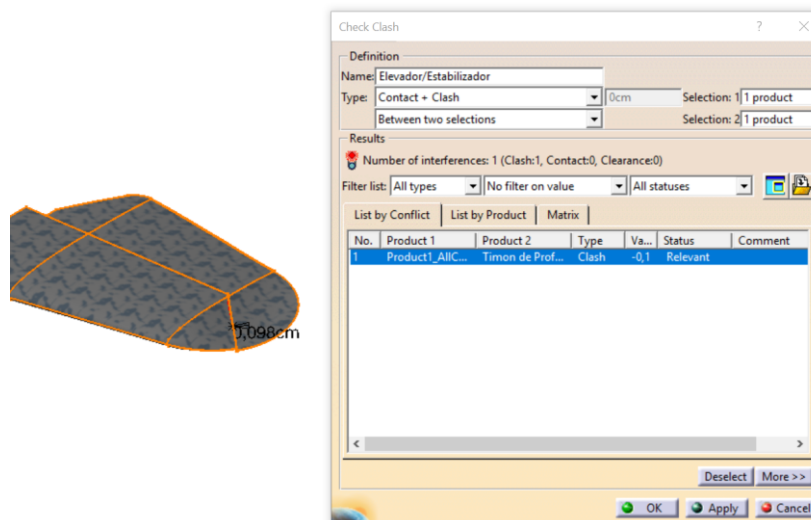 Check Clash
Definition
Name: Elevador/Estabilizador
Type: Contact + Clash 0cm Selection: 1 1 product
Between two selections Selection: 2 1 product
Results
Number of interferences: 1 (Clash:1, Contact:0, Clearance:0)
Filter list: All types No filter on value All statuses
List by Conflict List by Product Matrix
No. Product 1 Product 2 Type Va... Status Comment
1 Product1_AllC... Timon de Prof... Clash -0,1 Relevant
0,098cm
Deselect More >>
OK Apply Cancel